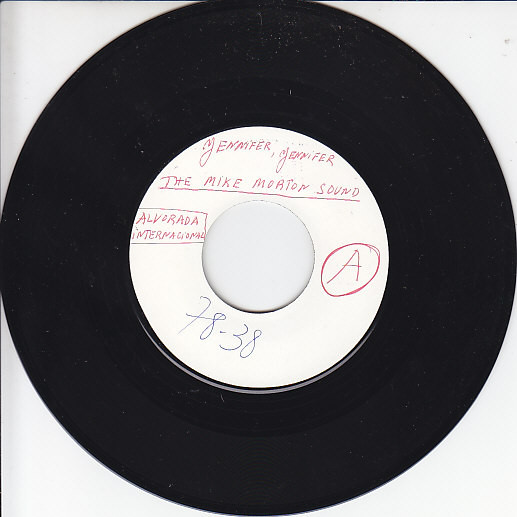 Jennifer, Jennifer
THE MIKE MORTON SOUND
ALVORADA
INTERNACIONAL
A
78-38